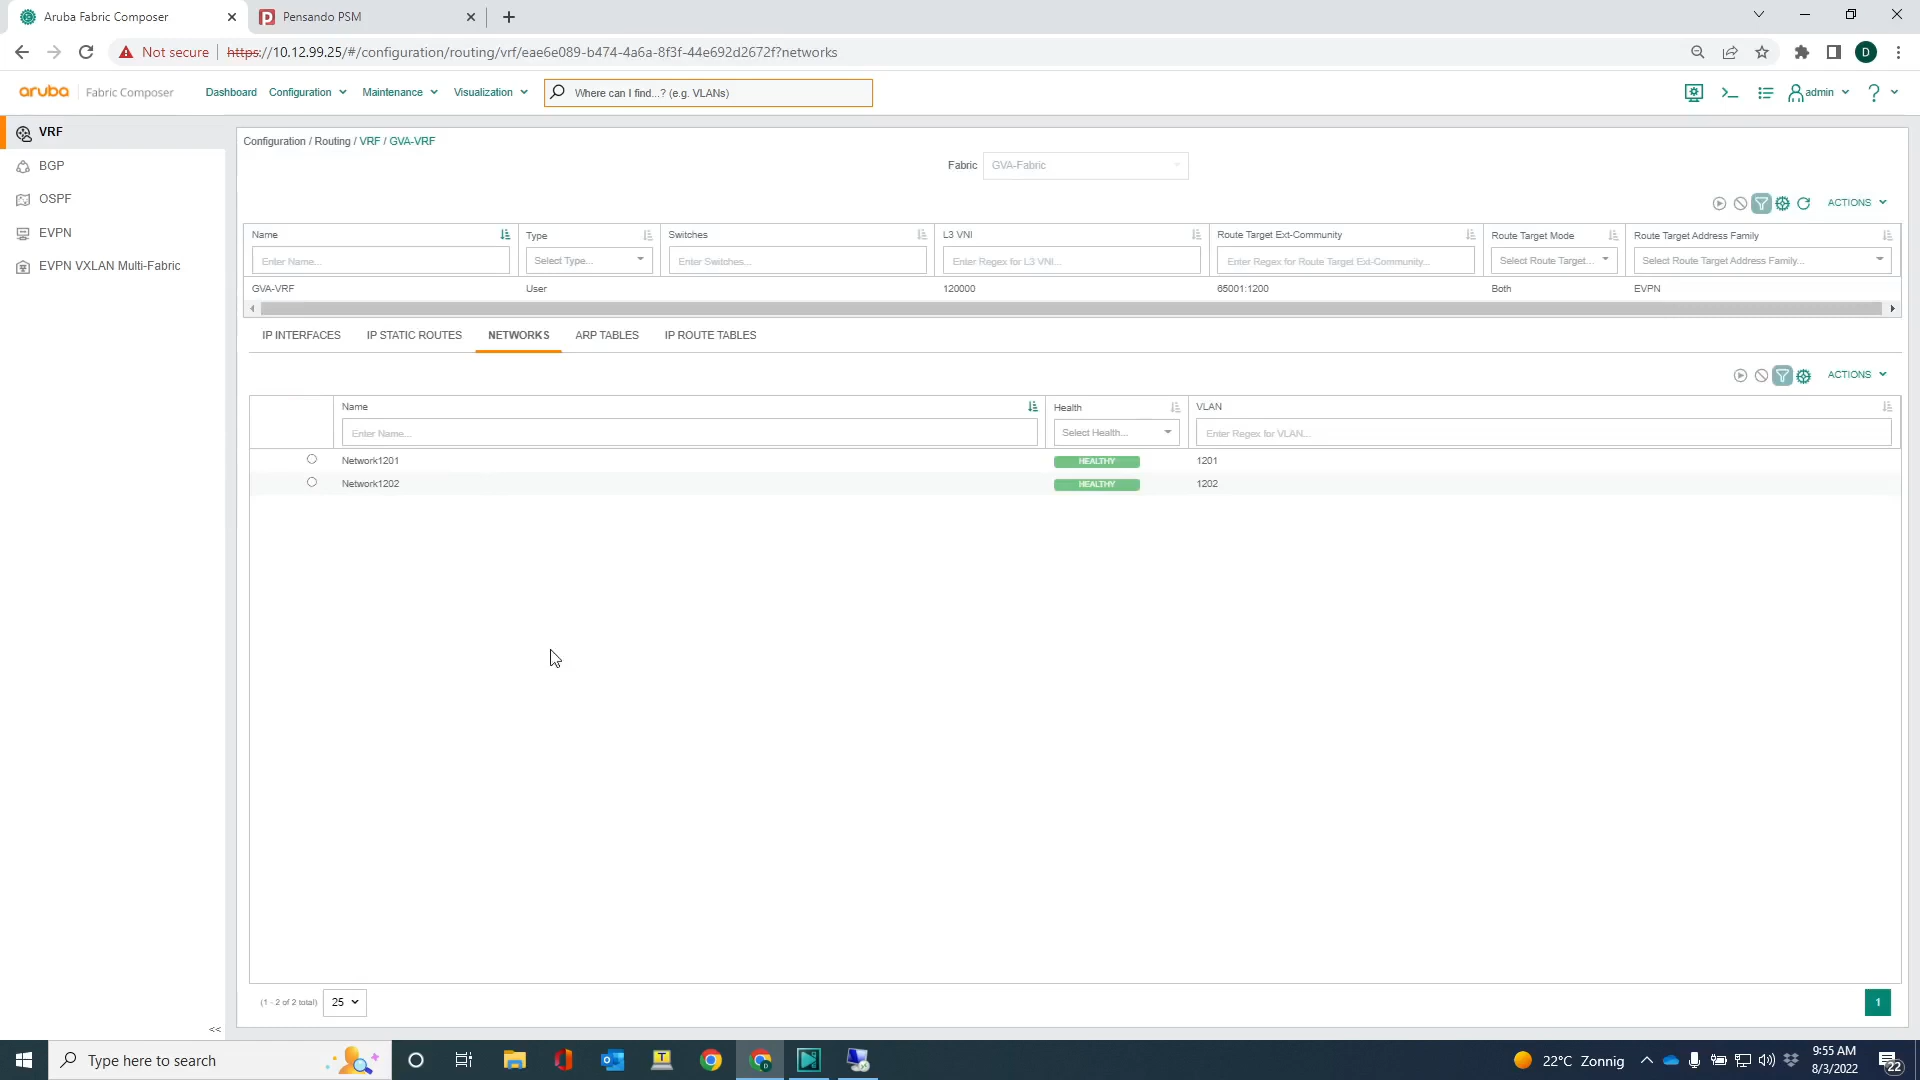 Aruba Fabric Composer
Pensando PSM
Not secure
https://10.12.99.25/#/configuration/routing/vrf/eae6e089-b474-4a6a-8f3f-44e692d2672f?networks
D
aruba Fabric Composer
Dashboard Configuration Maintenance Visualization
Where can I find...? (e.g. VLANs)
admin
VRF
BGP
OSPF
EVPN
EVPN VXLAN Multi-Fabric
<<
Configuration / Routing / VRF / GVA-VRF
Fabric GVA-Fabric
ACTIONS
Name Type Switches L3 VNI Route Target Ext-Community Route Target Mode Route Target Address Family
Enter Name... Select Type... Enter Switches... Enter Regex for L3 VNI... Enter Regex for Route Target Ext-Community... Select Route Target... Select Route Target Address Family...
GVA-VRF User 120000 65001:1200 Both EVPN
IP INTERFACES IP STATIC ROUTES NETWORKS ARP TABLES IP ROUTE TABLES
ACTIONS
Name Health VLAN
Enter Name... Select Health... Enter Regex for VLAN...
Network1201 HEALTHY 1201
Network1202 HEALTHY 1202
(1 - 2 of 2 total) 25 1
Type here to search
22°C Zonnig
9:55 AM
8/3/2022
22